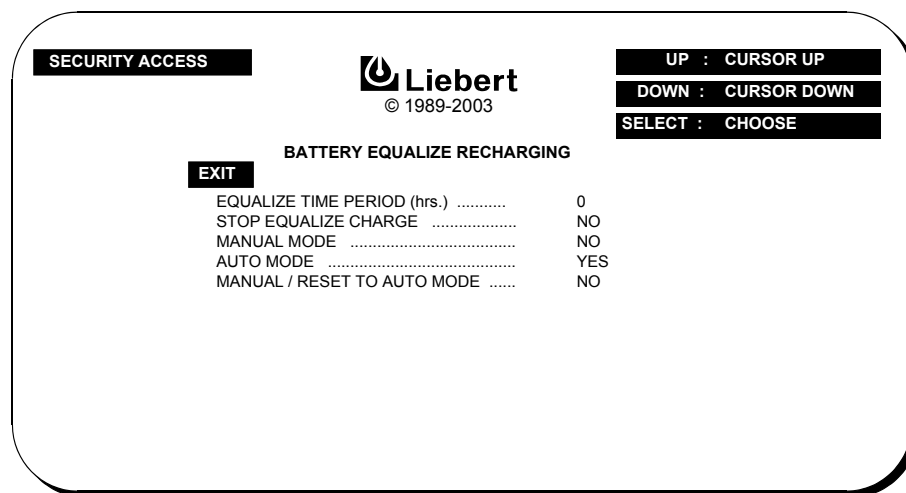 SECURITY ACCESS
Liebert
© 1989-2003
UP : CURSOR UP
DOWN : CURSOR DOWN
SELECT : CHOOSE
BATTERY EQUALIZE RECHARGING
EXIT
EQUALIZE TIME PERIOD (hrs.) ........... 0
STOP EQUALIZE CHARGE ................... NO
MANUAL MODE ..................................... NO
AUTO MODE .......................................... YES
MANUAL / RESET TO AUTO MODE ...... NO